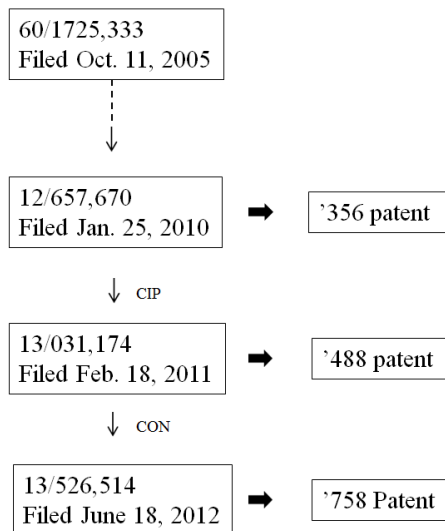 60/1725,333
Filed Oct. 11, 2005
12/657,670
Filed Jan. 25, 2010
’356 patent
CIP
13/031,174
Filed Feb. 18, 2011
’488 patent
CON
13/526,514
Filed June 18, 2012
’758 Patent